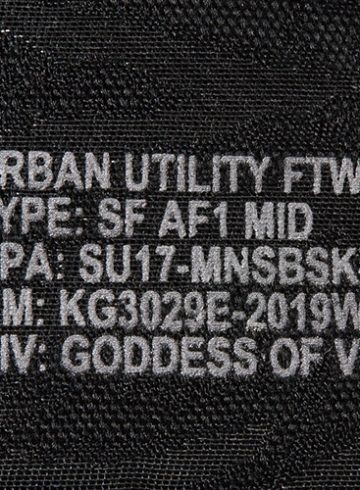 RBAN UTILITY FTW
YPE: SF AF1 MID
PA: SU17-MNSBSK
M: KG3029E-2019W
IV: GODDESS OF V